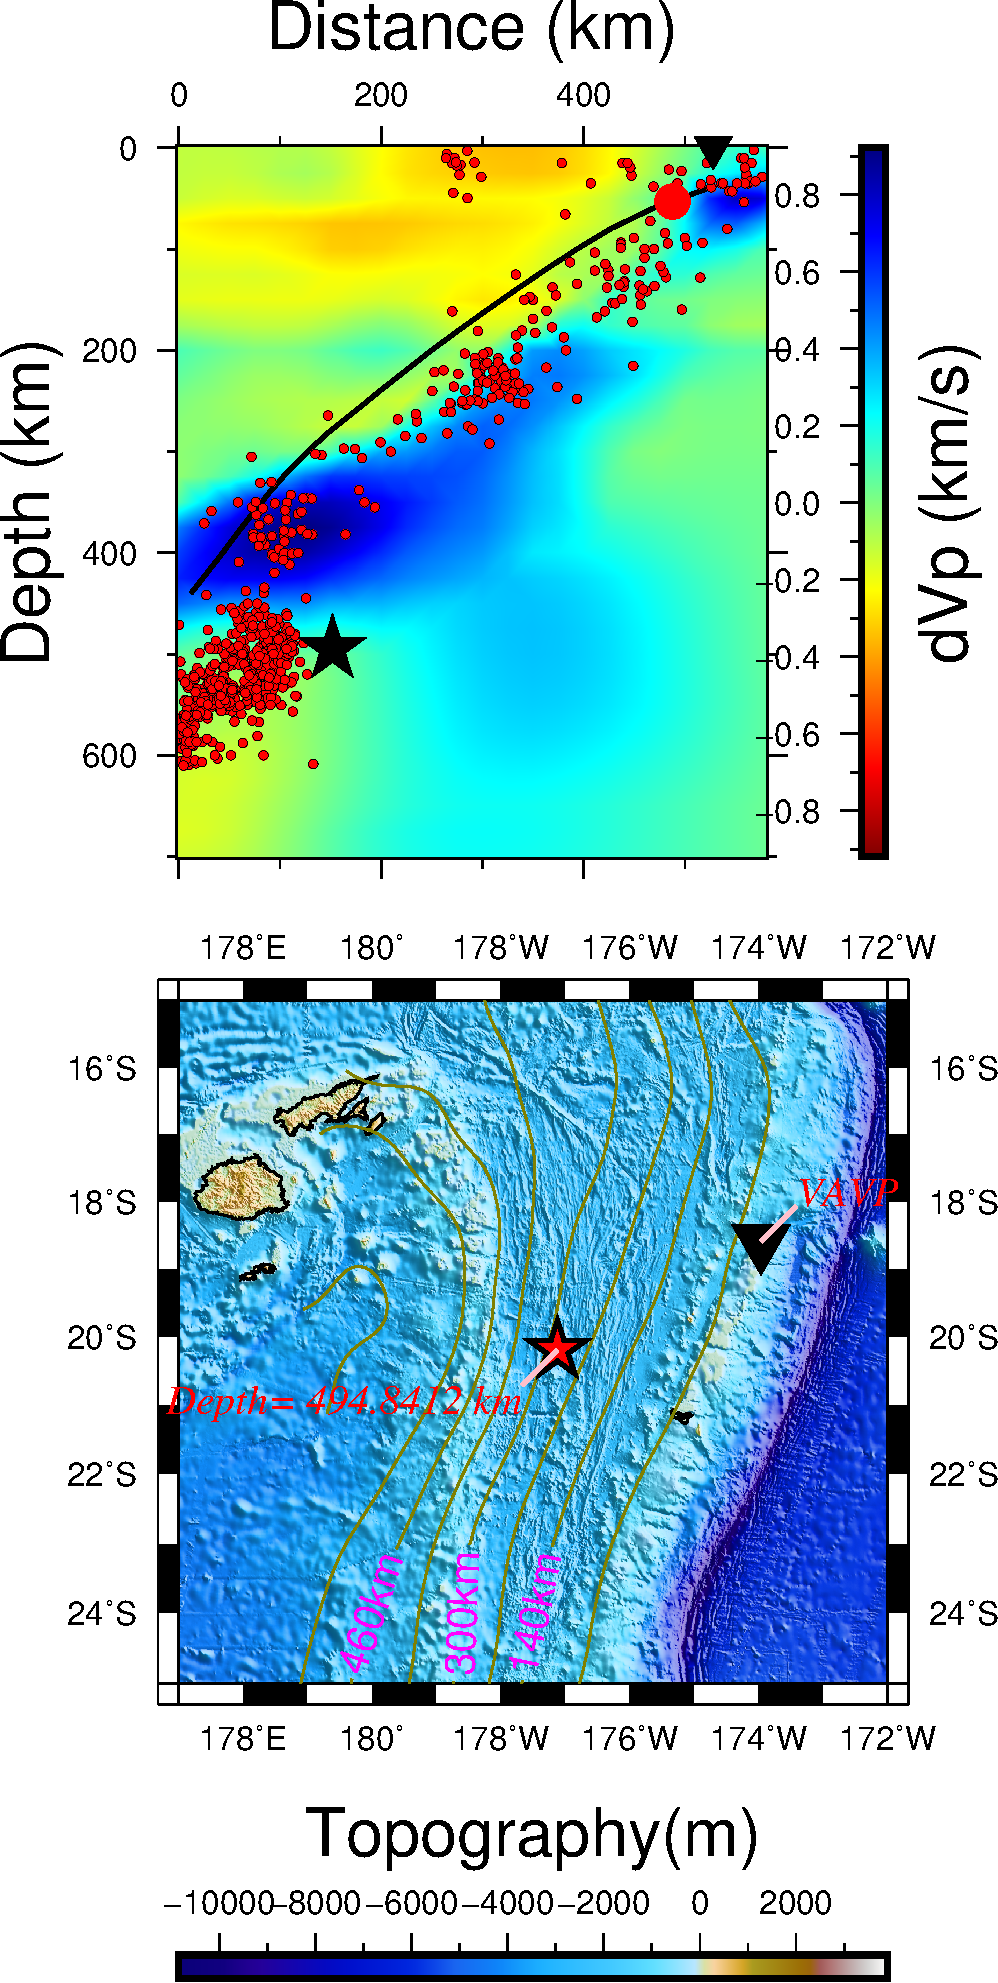 Distance (km)
0 200 400
0
200
400
600
Depth (km)
0.8
0.6
0.4
0.2
0.0
-0.2
-0.4
-0.6
-0.8
dVp (km/s)
178°E 180° 178°W 176°W 174°W 172°W
16°S 16°S
18°S 18°S
20°S 20°S
22°S 22°S
24°S 24°S
VAVP
Depth= 494.8412 km
460km 300km 140km
178°E 180° 178°W 176°W 174°W 172°W
Topography(m)
−10000 −8000 −6000 −4000 −2000 0 2000